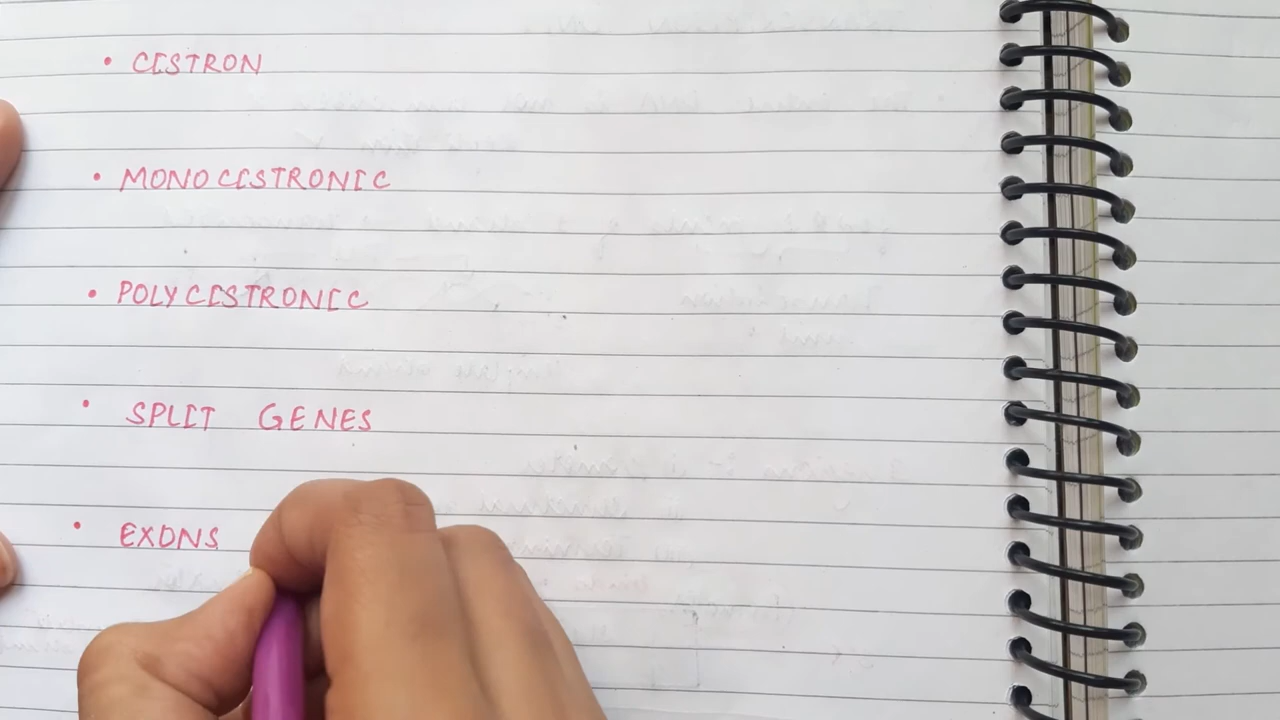 • CISTRON
• MONOCISTRONIC
• POLYCISTRONIC
• SPLIT GENES
• EXONS